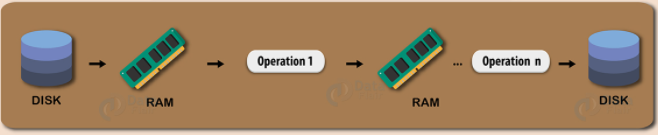 DISK
RAM
Operation 1
RAM
...
Operation n
DISK